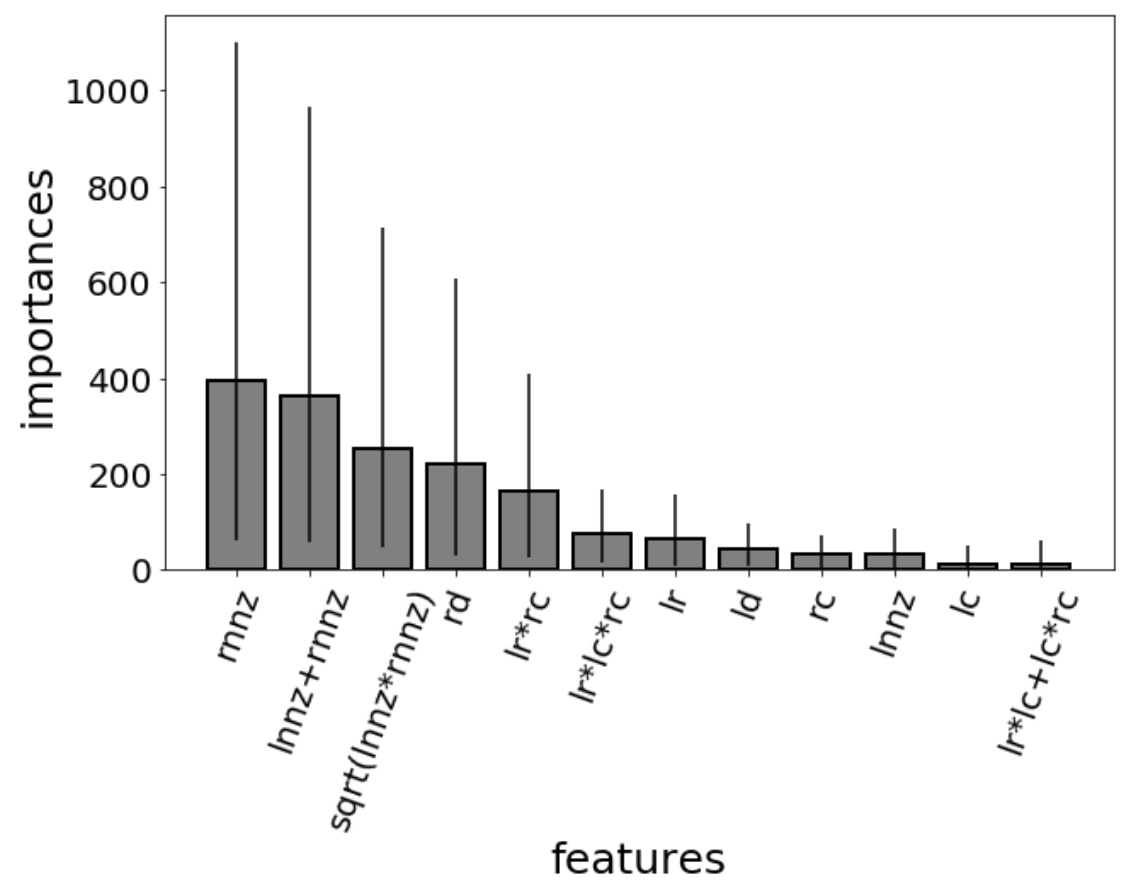 1000
800
600
400
200
0
importances
rnnz
lnnz+rnnz
sqrt(lnnz*rnnz)
rd
lr*rc
lr*lc*rc
lr
ld
rc
lnnz
lc
lr*lc+lc*rc
features